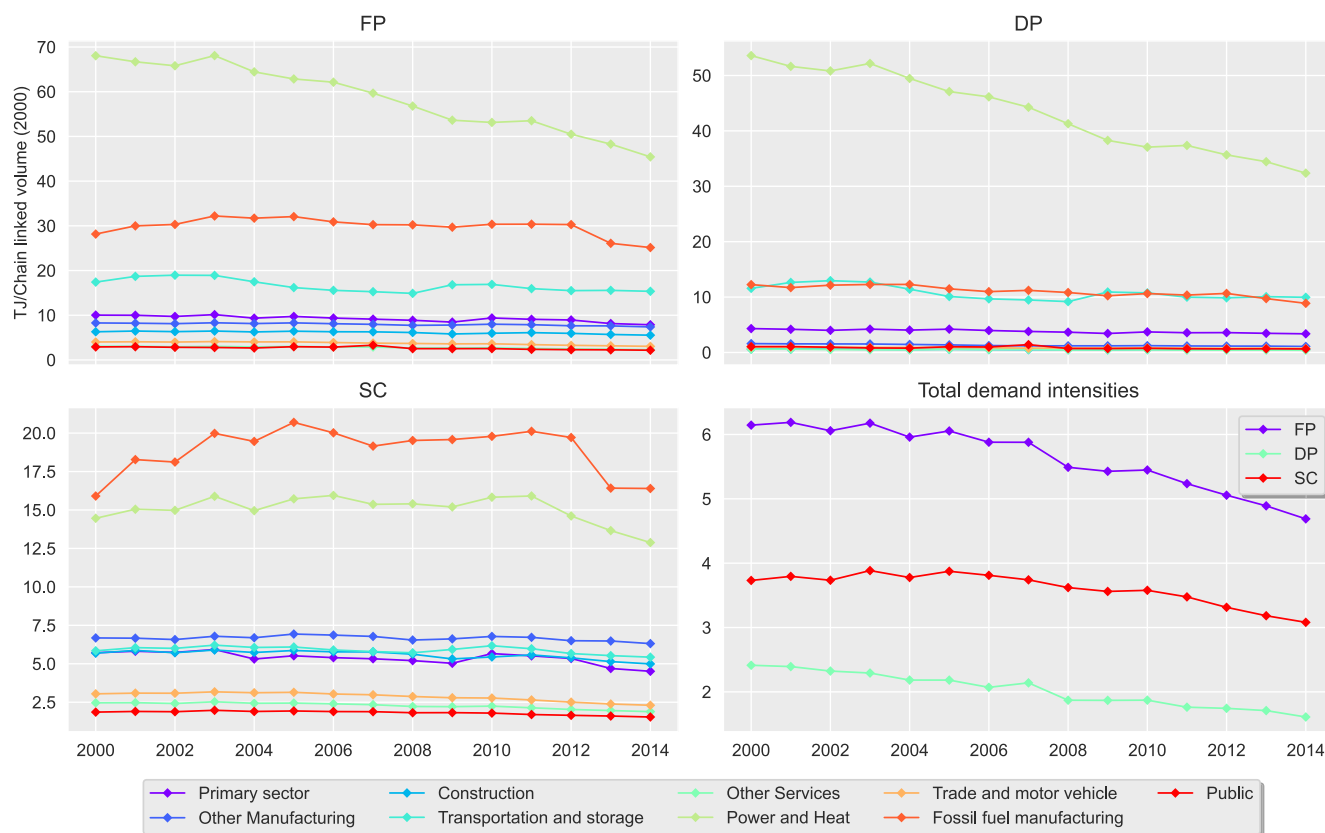 FP
DP
T.J/Chain linked volume (2000)
70
60
50
40
30
20
10
0
50
40
30
20
10
0
SC
Total demand intensities
20.0
17.5
15.0
12.5
10.0
7.5
5.0
2.5
6
5
4
3
2
FP
DP
SC
2000 2002 2004 2006 2008 2010 2012 2014
2000 2002 2004 2006 2008 2010 2012 2014
Primary sector Construction Other Services Trade and motor vehicle Public
Other Manufacturing Transportation and storage Power and Heat Fossil fuel manufacturing